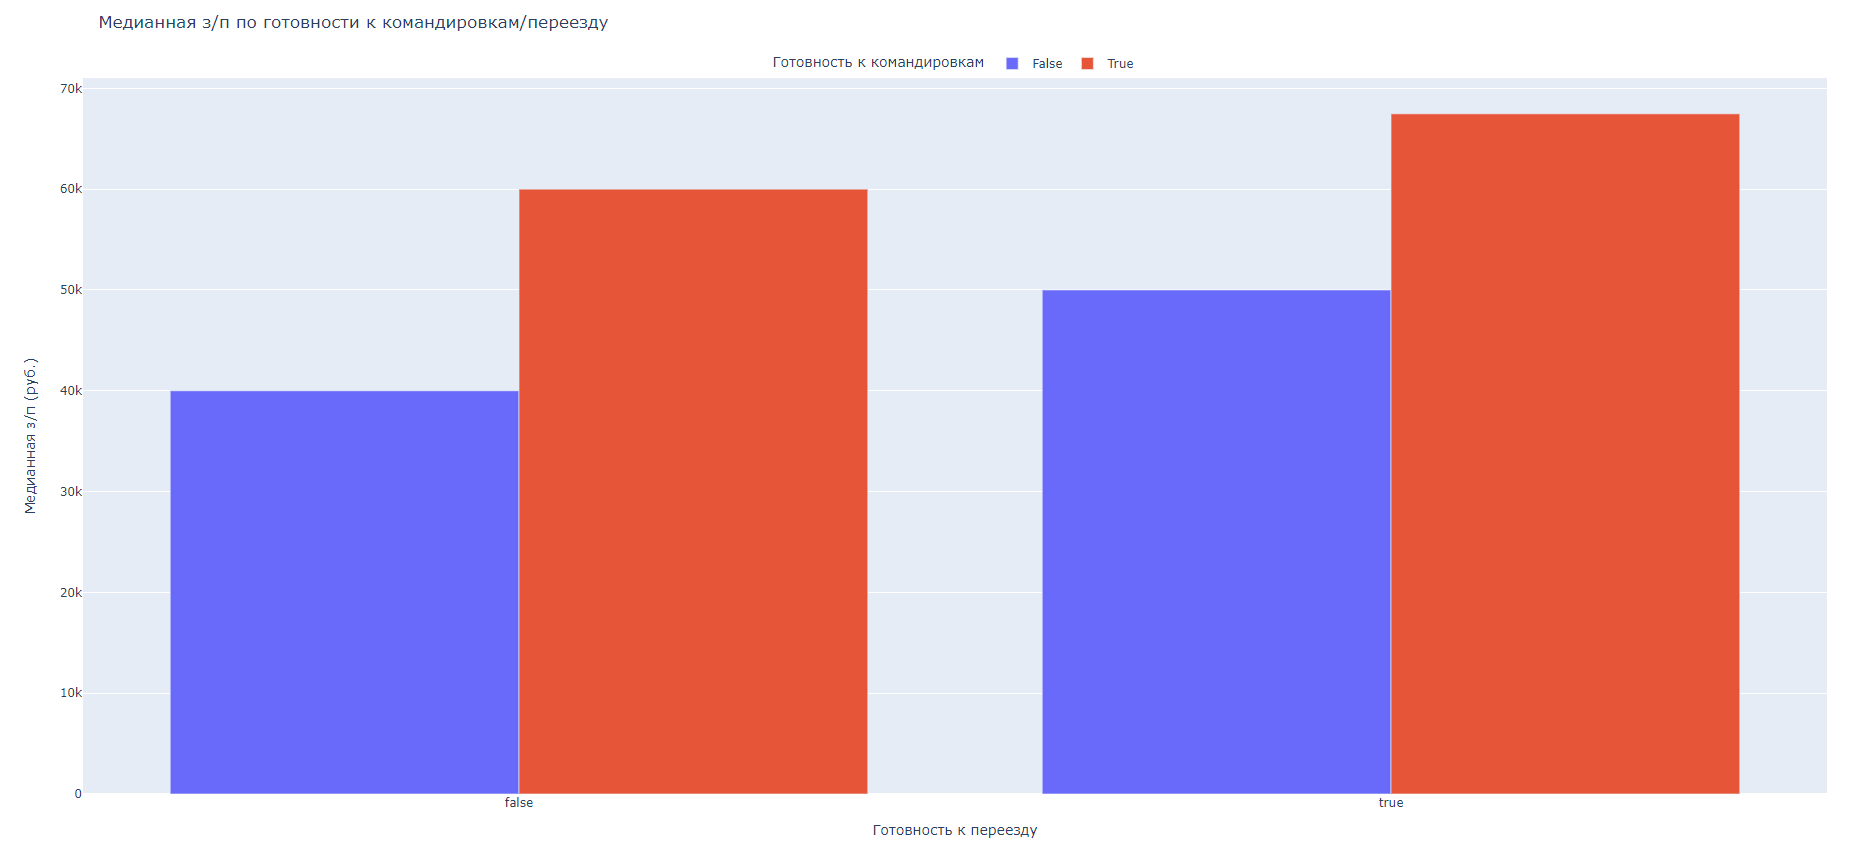 Медианная з/п по готовности к командировкам/переезду
Готовность к командировкам False True
70k
60k
50k
40k
30k
20k
10k
0
Медианная з/п (руб.)
false true
Готовность к переезду